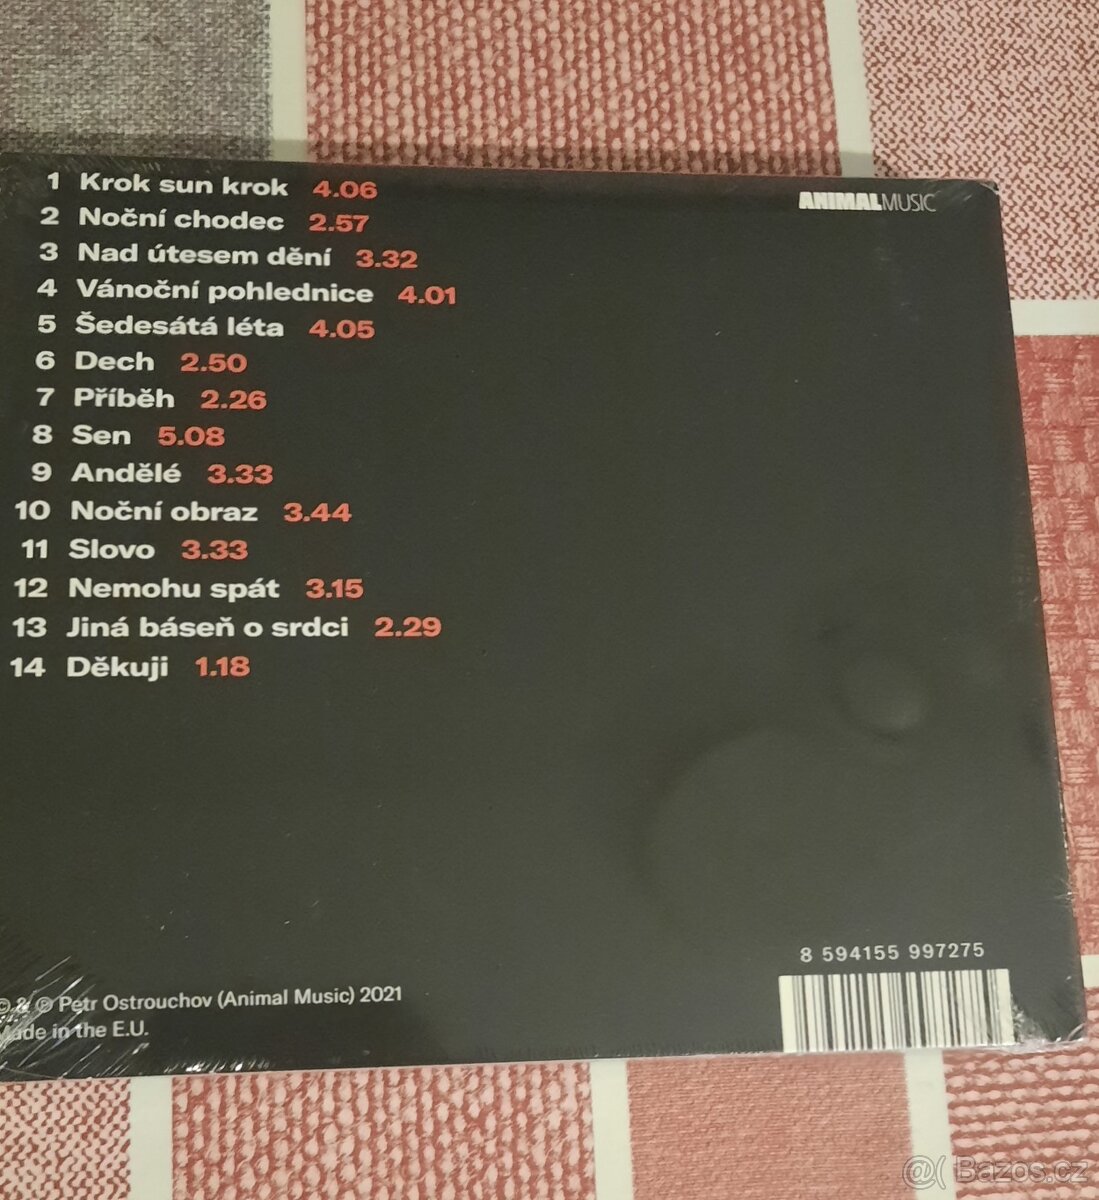 1 Krok sun krok 4.06
2 Noční chodec 2.57
3 Nad útesem dění 3.32
4 Vánoční pohlednice 4.01
5 Šedesátá léta 4.05
6 Dech 2.50
7 Příběh 2.26
8 Sen 5.08
9 Andělé 3.33
10 Noční obraz 3.44
11 Slovo 3.33
12 Nemohu spát 3.15
13 Jiná báseň o srdci 2.29
14 Děkuji 1.18
ANIMALMUSIC
8 594155 997275
© & ℗ Petr Ostrouchov (Animal Music) 2021
Made in the E.U.
@( Bazos.cz